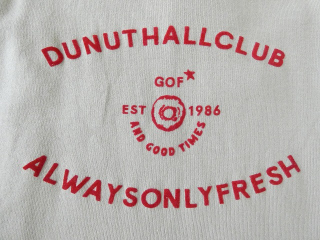 DUNUTHALLCLUB
GOF
EST 1986
AND GOOD TIMES
ALWAYSONLYFRESH